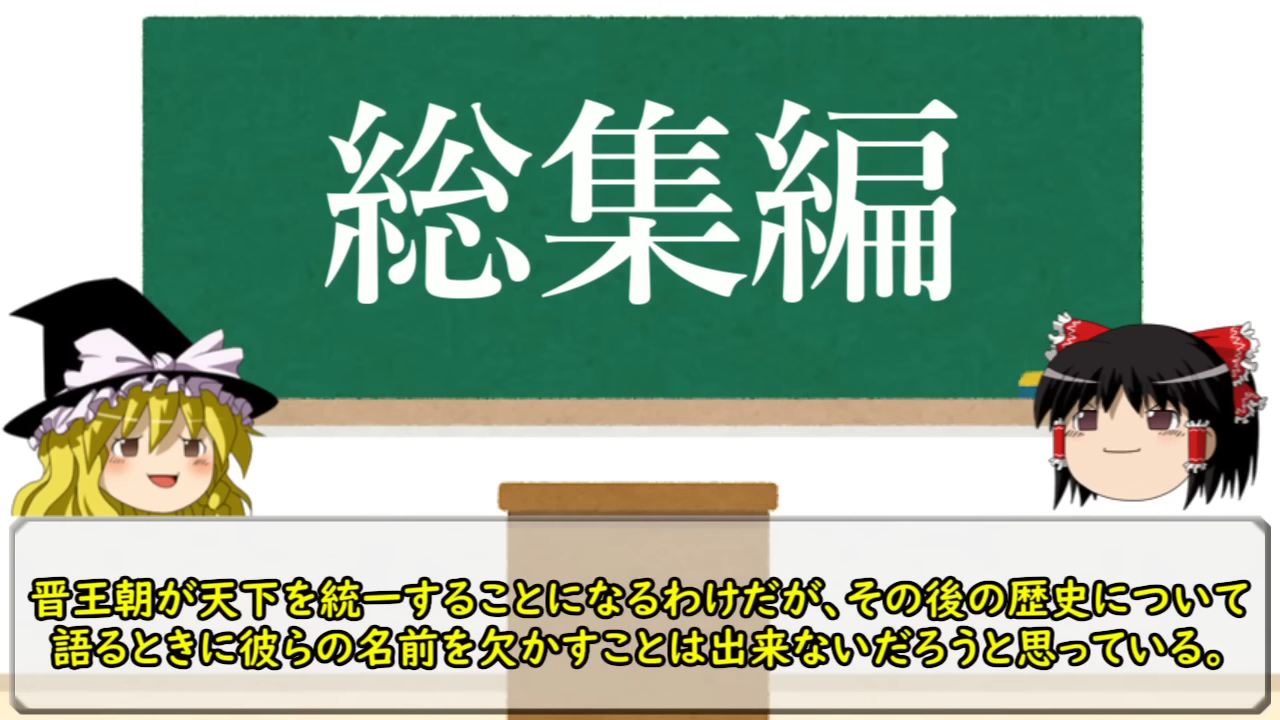 総集編
晋王朝が天下を統一することになるわけだが、その後の歴史について
語るときに彼らの名前を欠かすことは出来ないだろうと思っている。